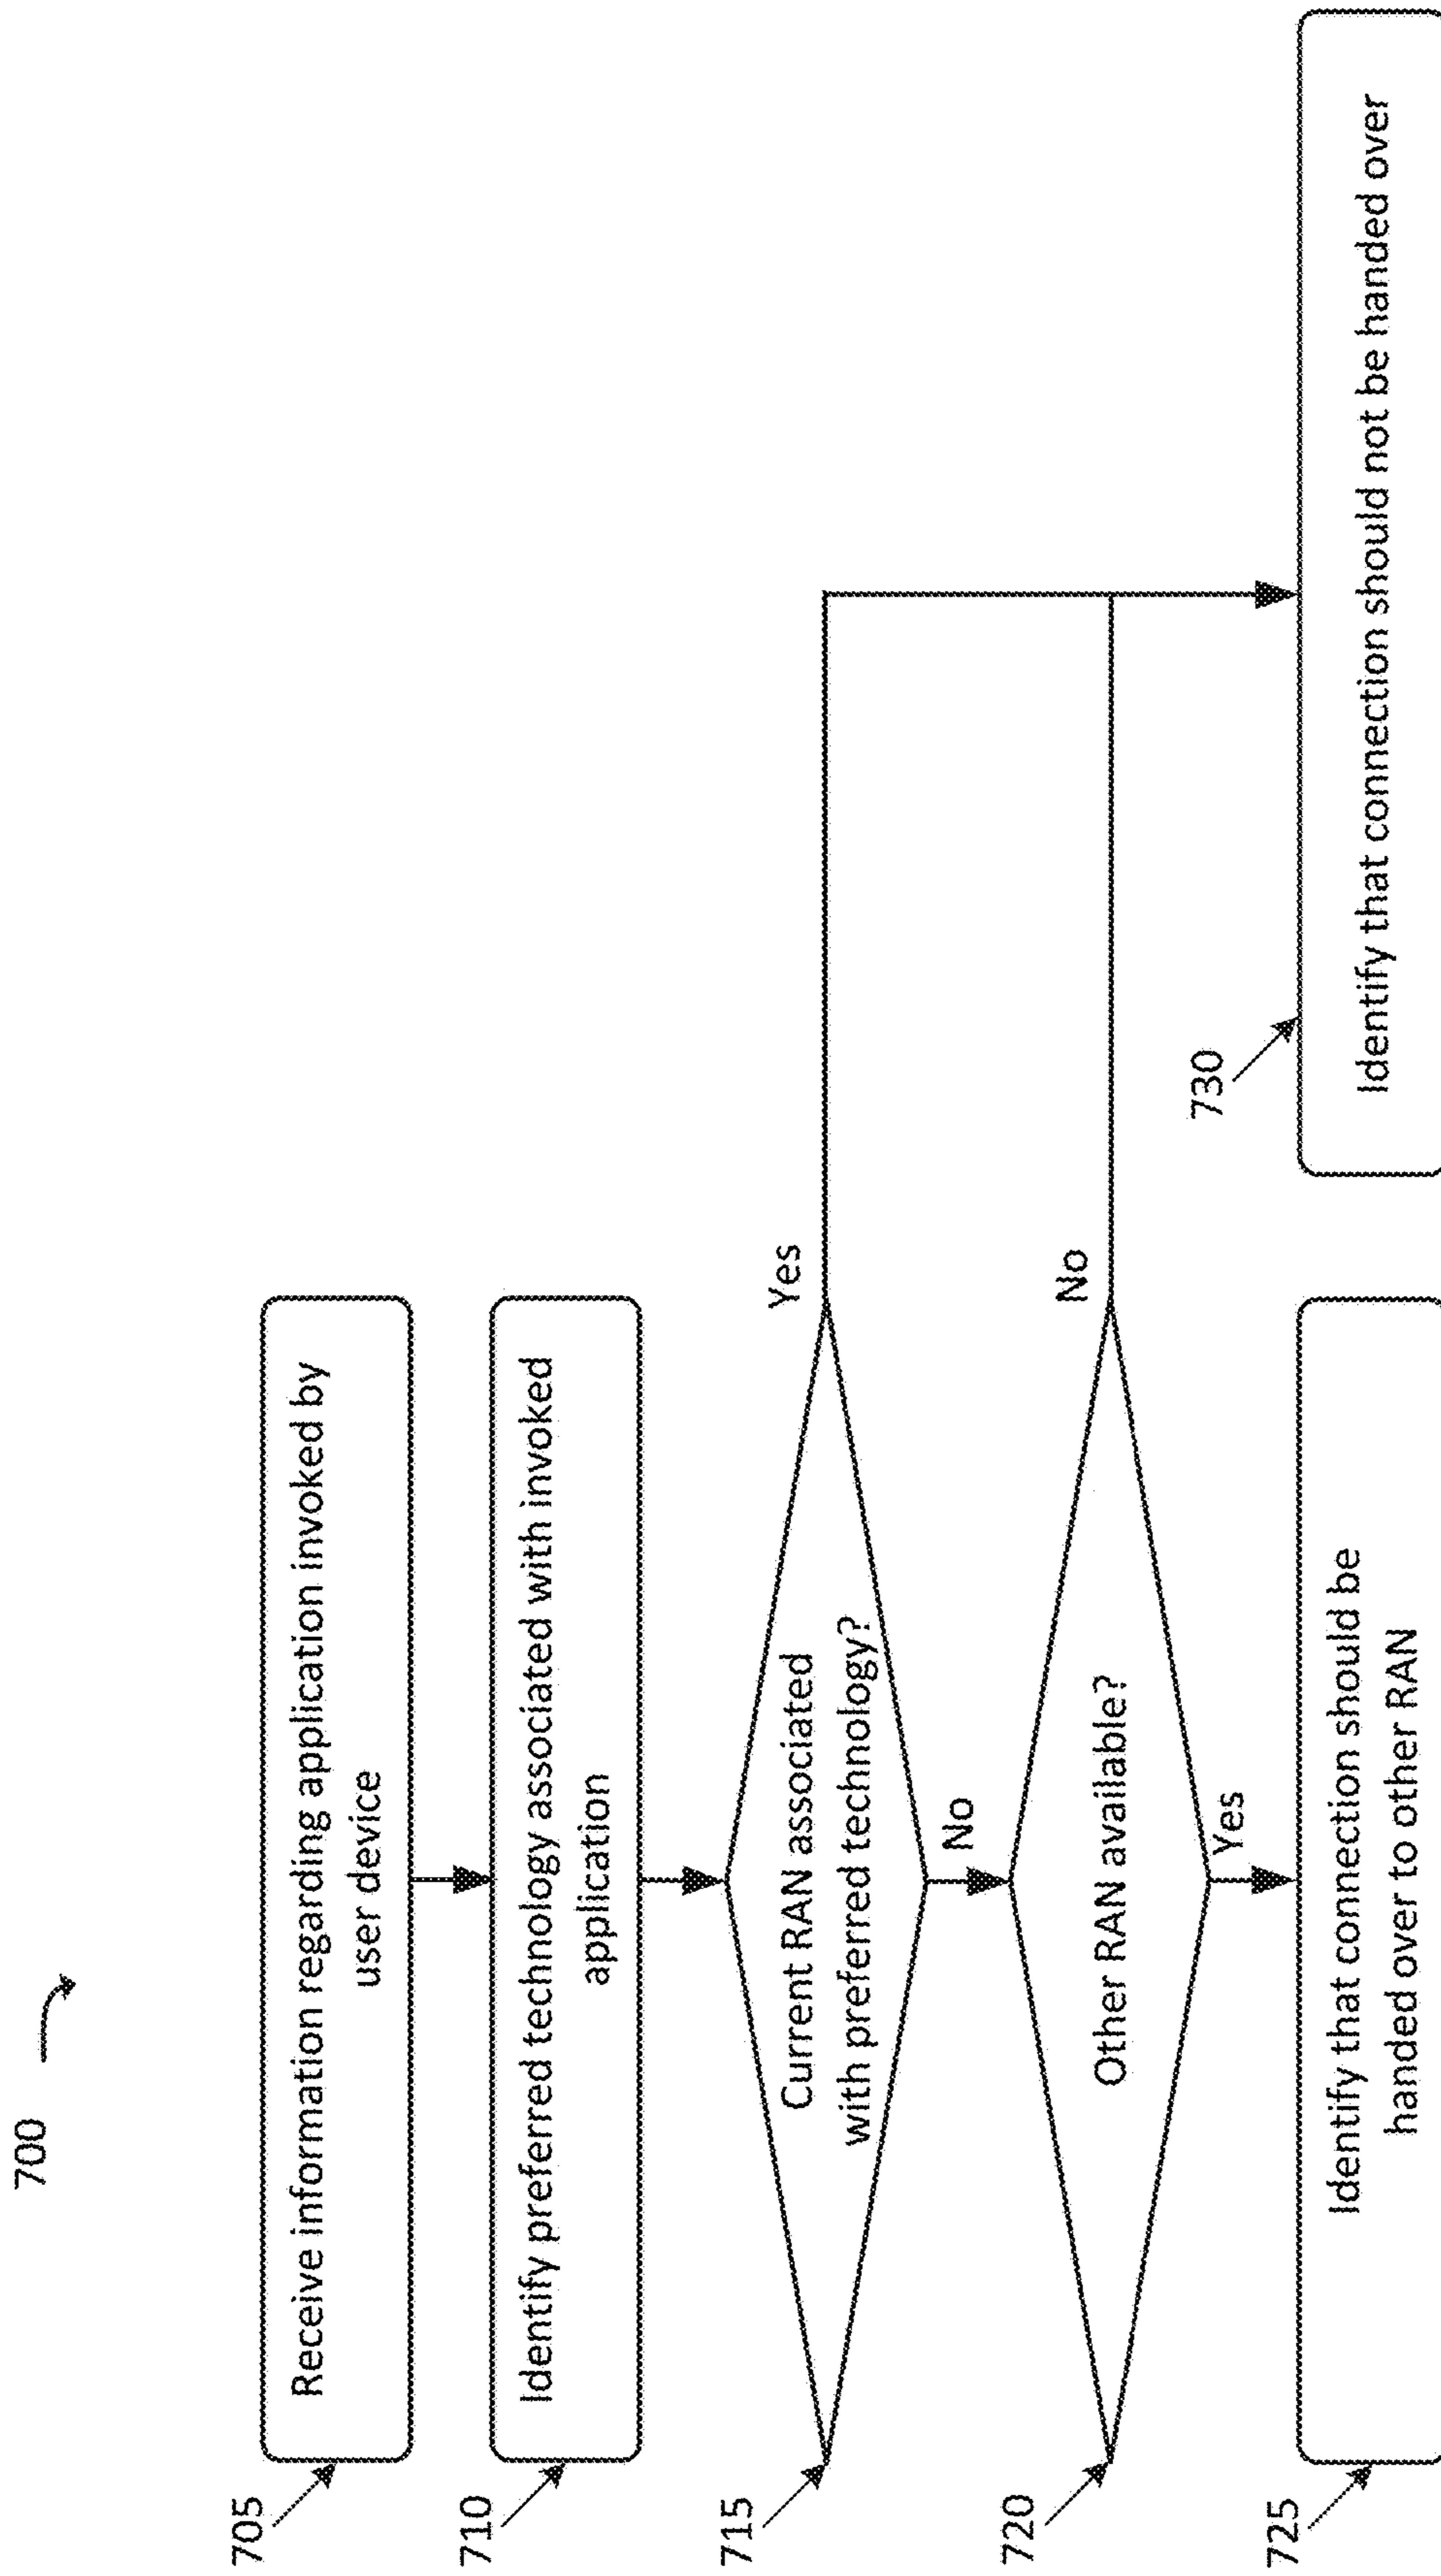 700
705
Receive information regarding application invoked by
user device
710
Identify preferred technology associated with invoked
application
715
Current RAN associated
with preferred technology?
Yes
No
720
Other RAN available?
No
Yes
725
Identify that connection should be
handed over to other RAN
730
Identify that connection should not be handed over